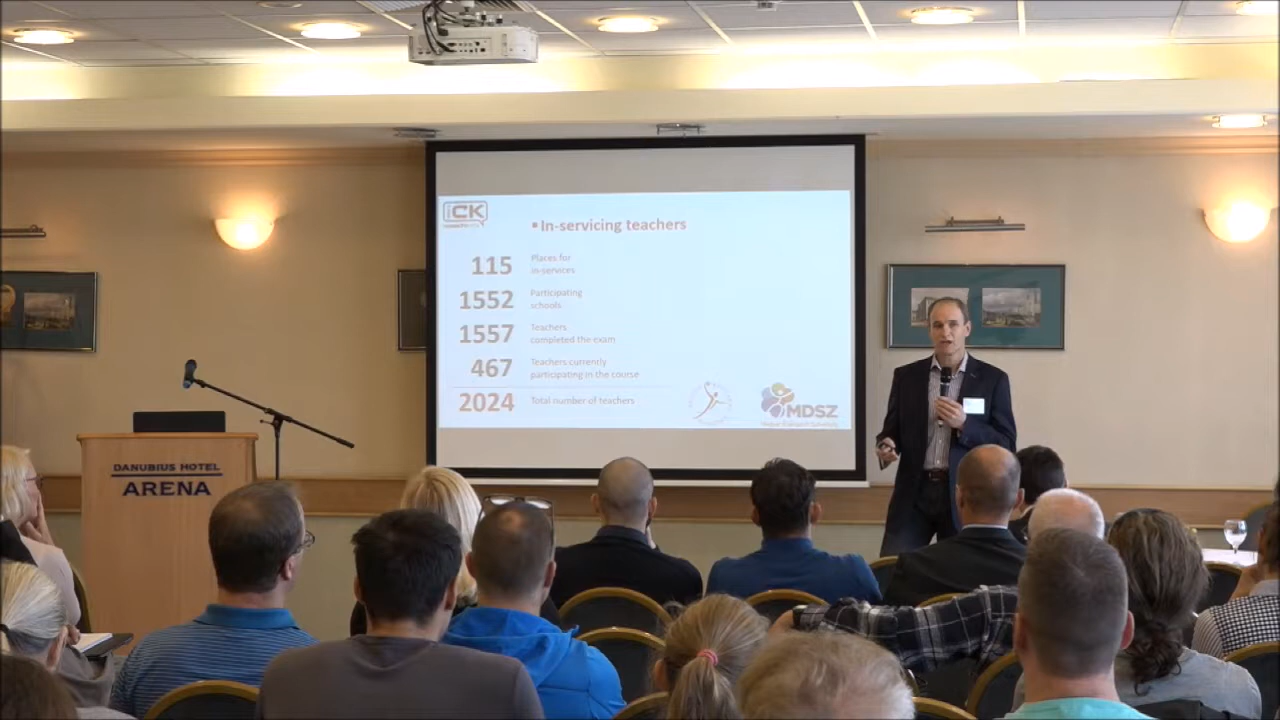 iCK
▪ In-servicing teachers
115
Places for
in-services
1552
Participating
schools
1557
Teachers
completed the exam
467
Teachers currently
participating in the course
2024
Total number of teachers
MDSZ
DANUBIUS HOTEL
ARENA